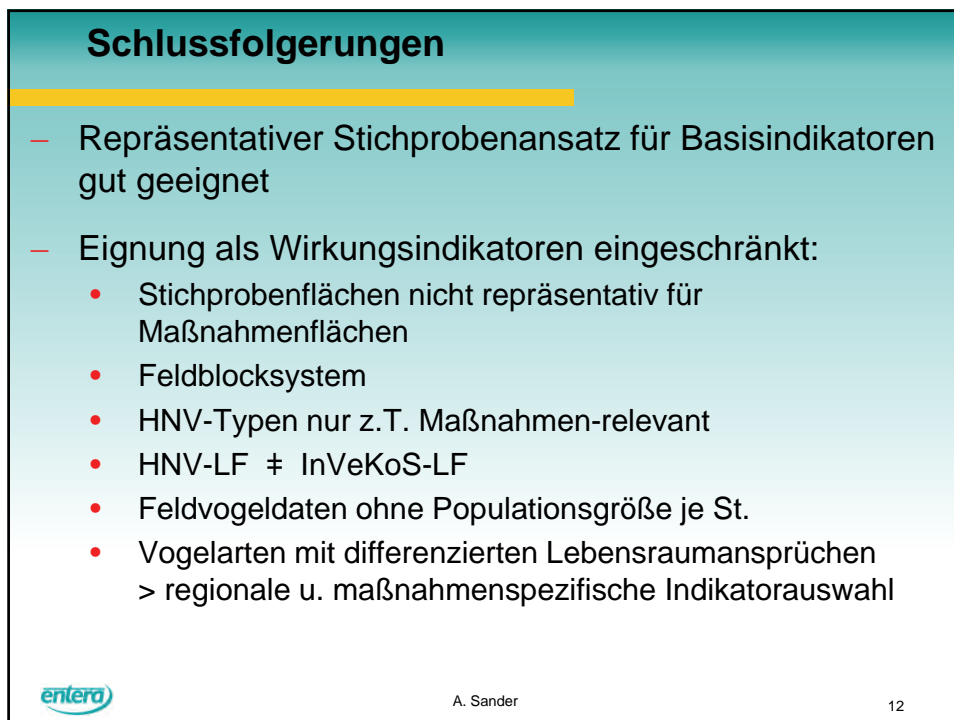 Schlussfolgerungen
– Repräsentativer Stichprobenansatz für Basisindikatoren
gut geeignet
– Eignung als Wirkungsindikatoren eingeschränkt:
• Stichprobenflächen nicht repräsentativ für
Maßnahmenflächen
• Feldblocksystem
• HNV-Typen nur z.T. Maßnahmen-relevant
• HNV-LF ‡ InVeKoS-LF
• Feldvogeldaten ohne Populationsgröße je St.
• Vogelarten mit differenzierten Lebensraumansprüchen
> regionale u. maßnahmenspezifische Indikatorauswahl
entera
A. Sander
12